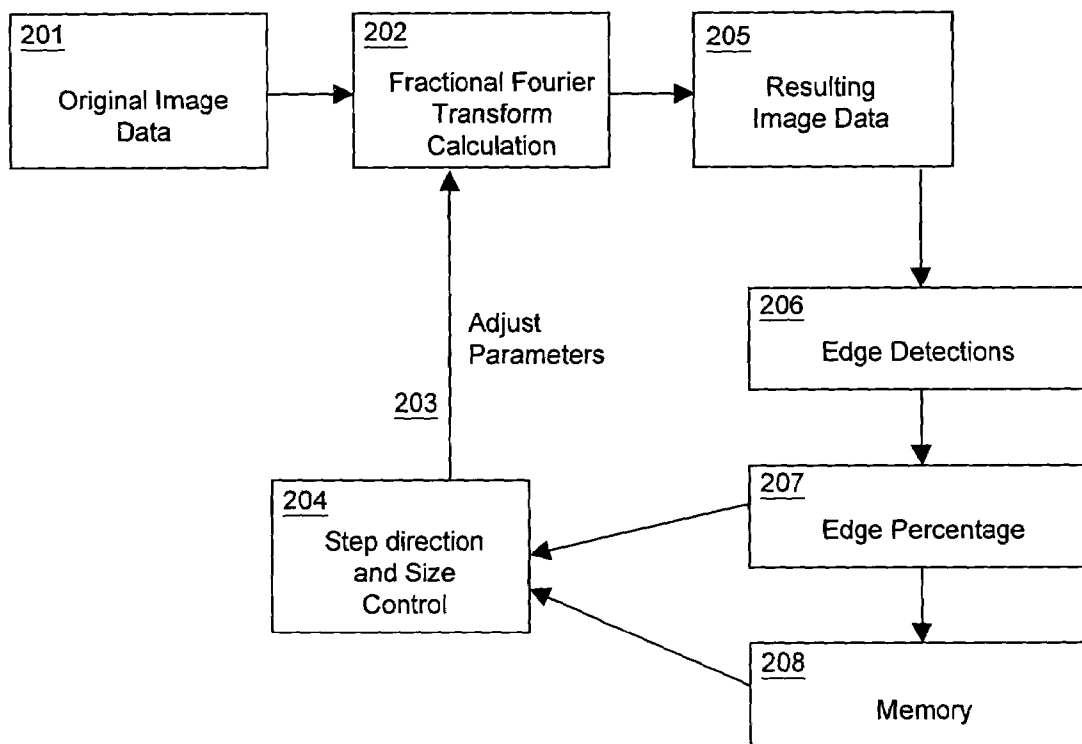 201
Original Image
Data
202
Fractional Fourier
Transform
Calculation
205
Resulting
Image Data
206
Edge Detections
Adjust
Parameters
203
207
Edge Percentage
204
Step direction
and Size
Control
208
Memory